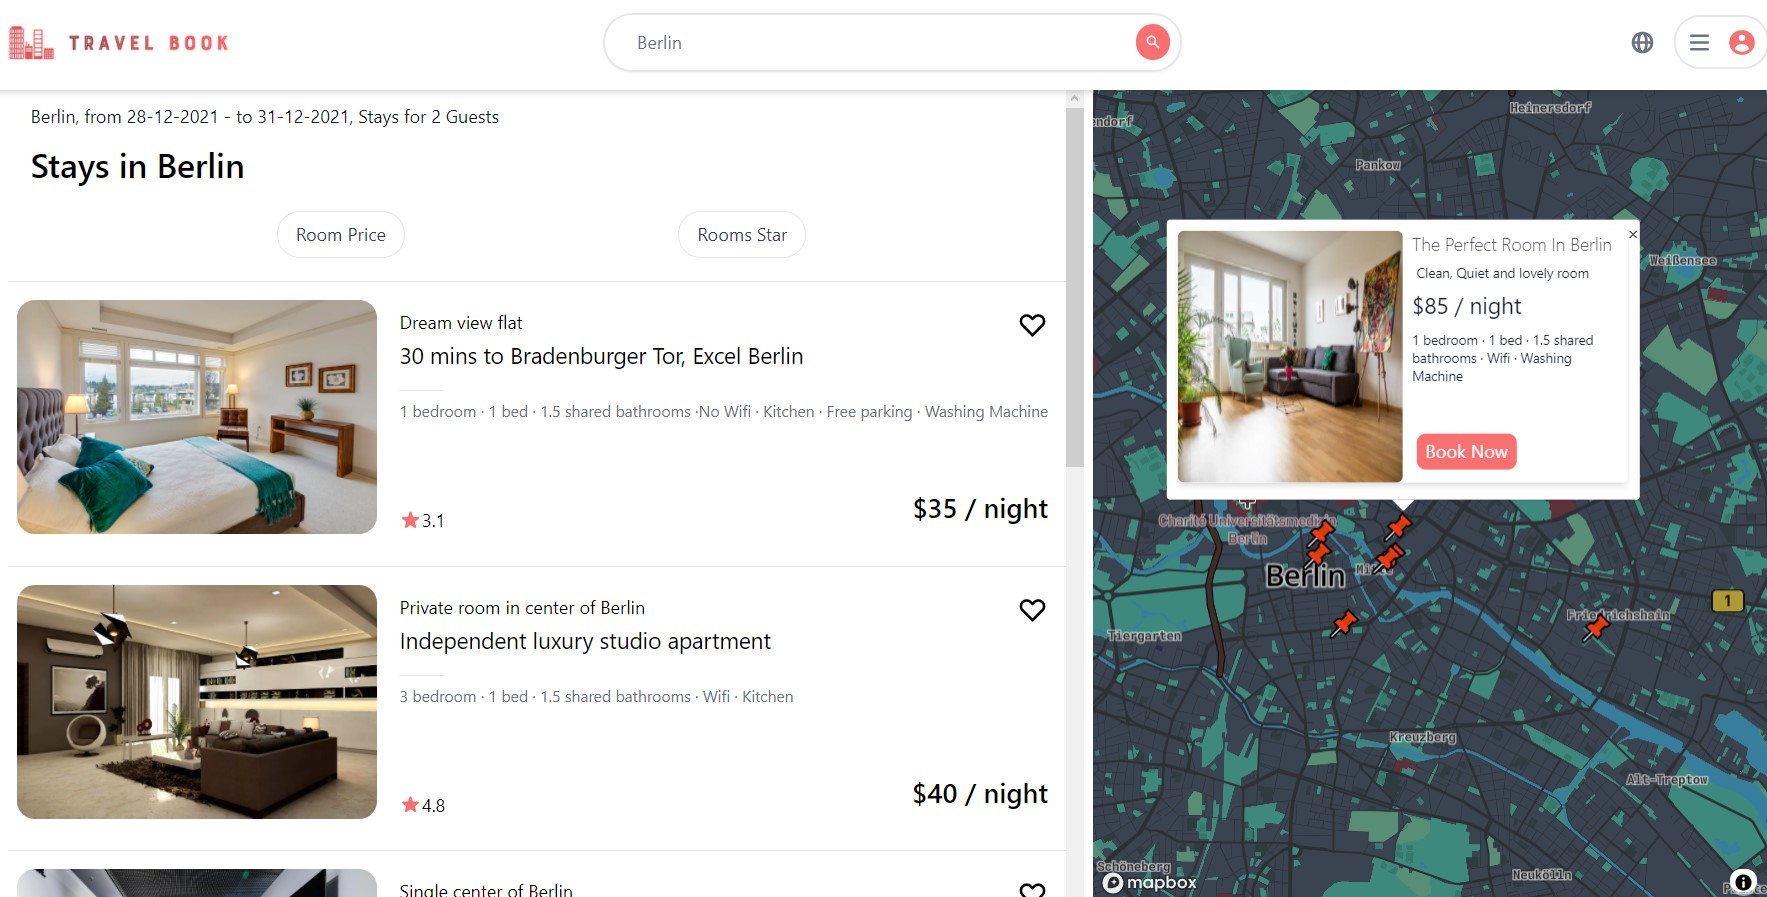 TRAVEL BOOK
Berlin
Berlin, from 28-12-2021 - to 31-12-2021, Stays for 2 Guests
Stays in Berlin
Room Price
Rooms Star
Dream view flat
30 mins to Bradenburger Tor, Excel Berlin
1 bedroom · 1 bed · 1.5 shared bathrooms ·No Wifi · Kitchen · Free parking · Washing Machine
3.1
$35 / night
Private room in center of Berlin
Independent luxury studio apartment
3 bedroom · 1 bed · 1.5 shared bathrooms · Wifi · Kitchen
4.8
$40 / night
Single center of Berlin
Heinersdorf
endorf
Pankow
Weißensee
The Perfect Room In Berlin
×
Clean, Quiet and lovely room
$85 / night
1 bedroom · 1 bed · 1.5 shared
bathrooms · Wifi · Washing
Machine
Book Now
Charité Universitätsmedizin
Berlin
Berlin
Mitte
1
Friedrichshain
Tiergarten
Kreuzberg
Alt-Treptow
Schöneberg
mapbox
Neukölln